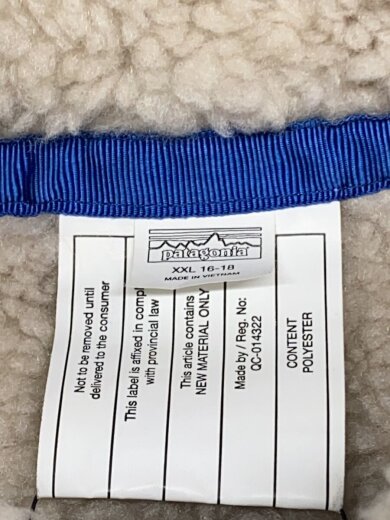 patagonia
XXL 16-18
MADE IN VIETNAM
Not to be removed until
delivered to the consumer
This label is affixed in compl
with provincial law
This article contains
NEW MATERIAL ONLY
Made by / Reg. No:
QC-014322
CONTENT
POLYESTER